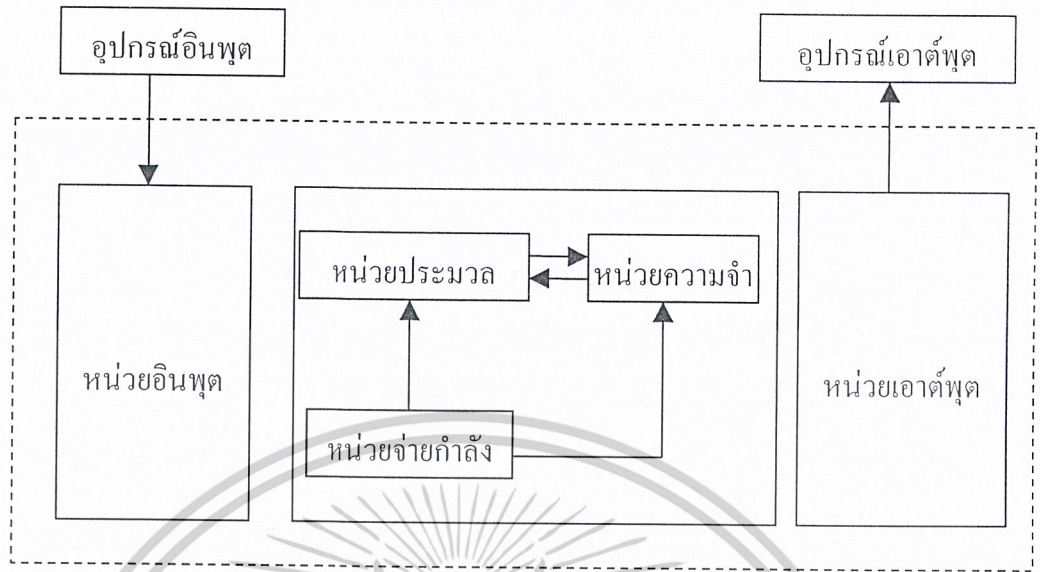 อุปกรณ์อินพุต
อุปกรณ์เอาต์พุต
หน่วยประมวล
หน่วยความจำ
หน่วยอินพุต
หน่วยเอาต์พุต
หน่วยจ่ายกำลัง